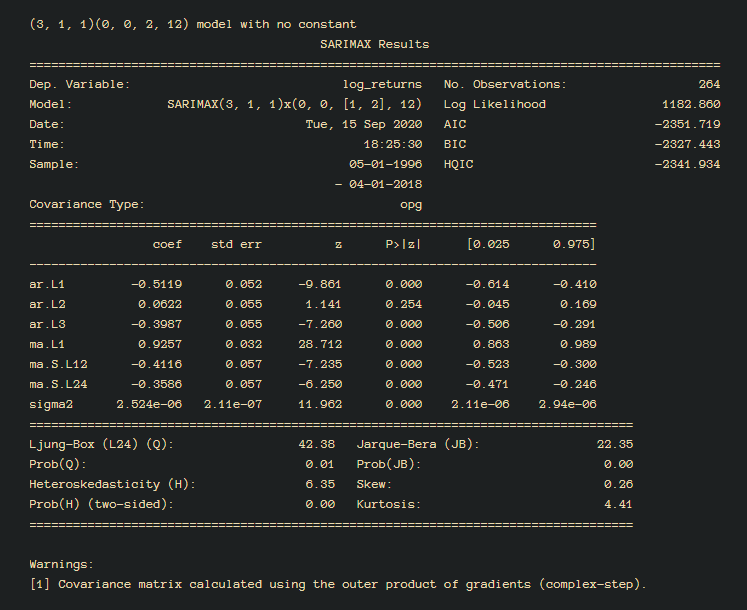 (3, 1, 1)(0, 0, 2, 12) model with no constant
                                        SARIMAX Results
===============================================================================================
Dep. Variable:                             log_returns   No. Observations:                  264
Model:             SARIMAX(3, 1, 1)x(0, 0, [1, 2], 12)   Log Likelihood                1182.860
Date:                                 Tue, 15 Sep 2020   AIC                          -2351.719
Time:                                         18:25:30   BIC                          -2327.443
Sample:                                     05-01-1996   HQIC                         -2341.934
                                          - 04-01-2018
Covariance Type:                                   opg
==============================================================================
                 coef    std err          z      P>|z|      [0.025      0.975]
------------------------------------------------------------------------------
ar.L1         -0.5119      0.052     -9.861      0.000      -0.614      -0.410
ar.L2          0.0622      0.055      1.141      0.254      -0.045       0.169
ar.L3         -0.3987      0.055     -7.260      0.000      -0.506      -0.291
ma.L1          0.9257      0.032     28.712      0.000       0.863       0.989
ma.S.L12      -0.4116      0.057     -7.235      0.000      -0.523      -0.300
ma.S.L24      -0.3586      0.057     -6.250      0.000      -0.471      -0.246
sigma2      2.524e-06   2.11e-07     11.962      0.000    2.11e-06    2.94e-06
===================================================================================
Ljung-Box (L24) (Q):                 42.38   Jarque-Bera (JB):                22.35
Prob(Q):                              0.01   Prob(JB):                         0.00
Heteroskedasticity (H):               6.35   Skew:                             0.26
Prob(H) (two-sided):                  0.00   Kurtosis:                         4.41
===================================================================================

Warnings:
[1] Covariance matrix calculated using the outer product of gradients (complex-step).